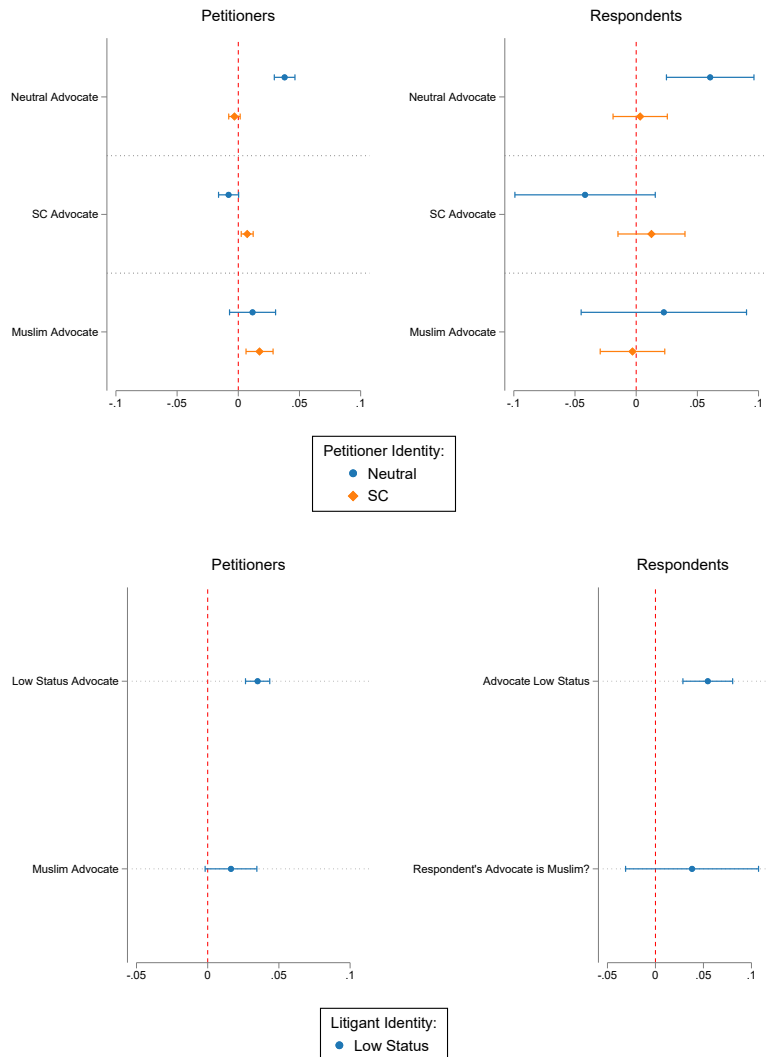 Petitioners
Respondents
Neutral Advocate
Neutral Advocate
SC Advocate
SC Advocate
Muslim Advocate
Muslim Advocate
-.1 -.05 0 .05 .1
-.1 -.05 0 .05 .1
Petitioner Identity:
Neutral
SC
Petitioners
Respondents
Low Status Advocate
Advocate Low Status
Muslim Advocate
Respondent's Advocate is Muslim?
-.05 0 .05 .1
-.05 0 .05 .1
Litigant Identity:
Low Status